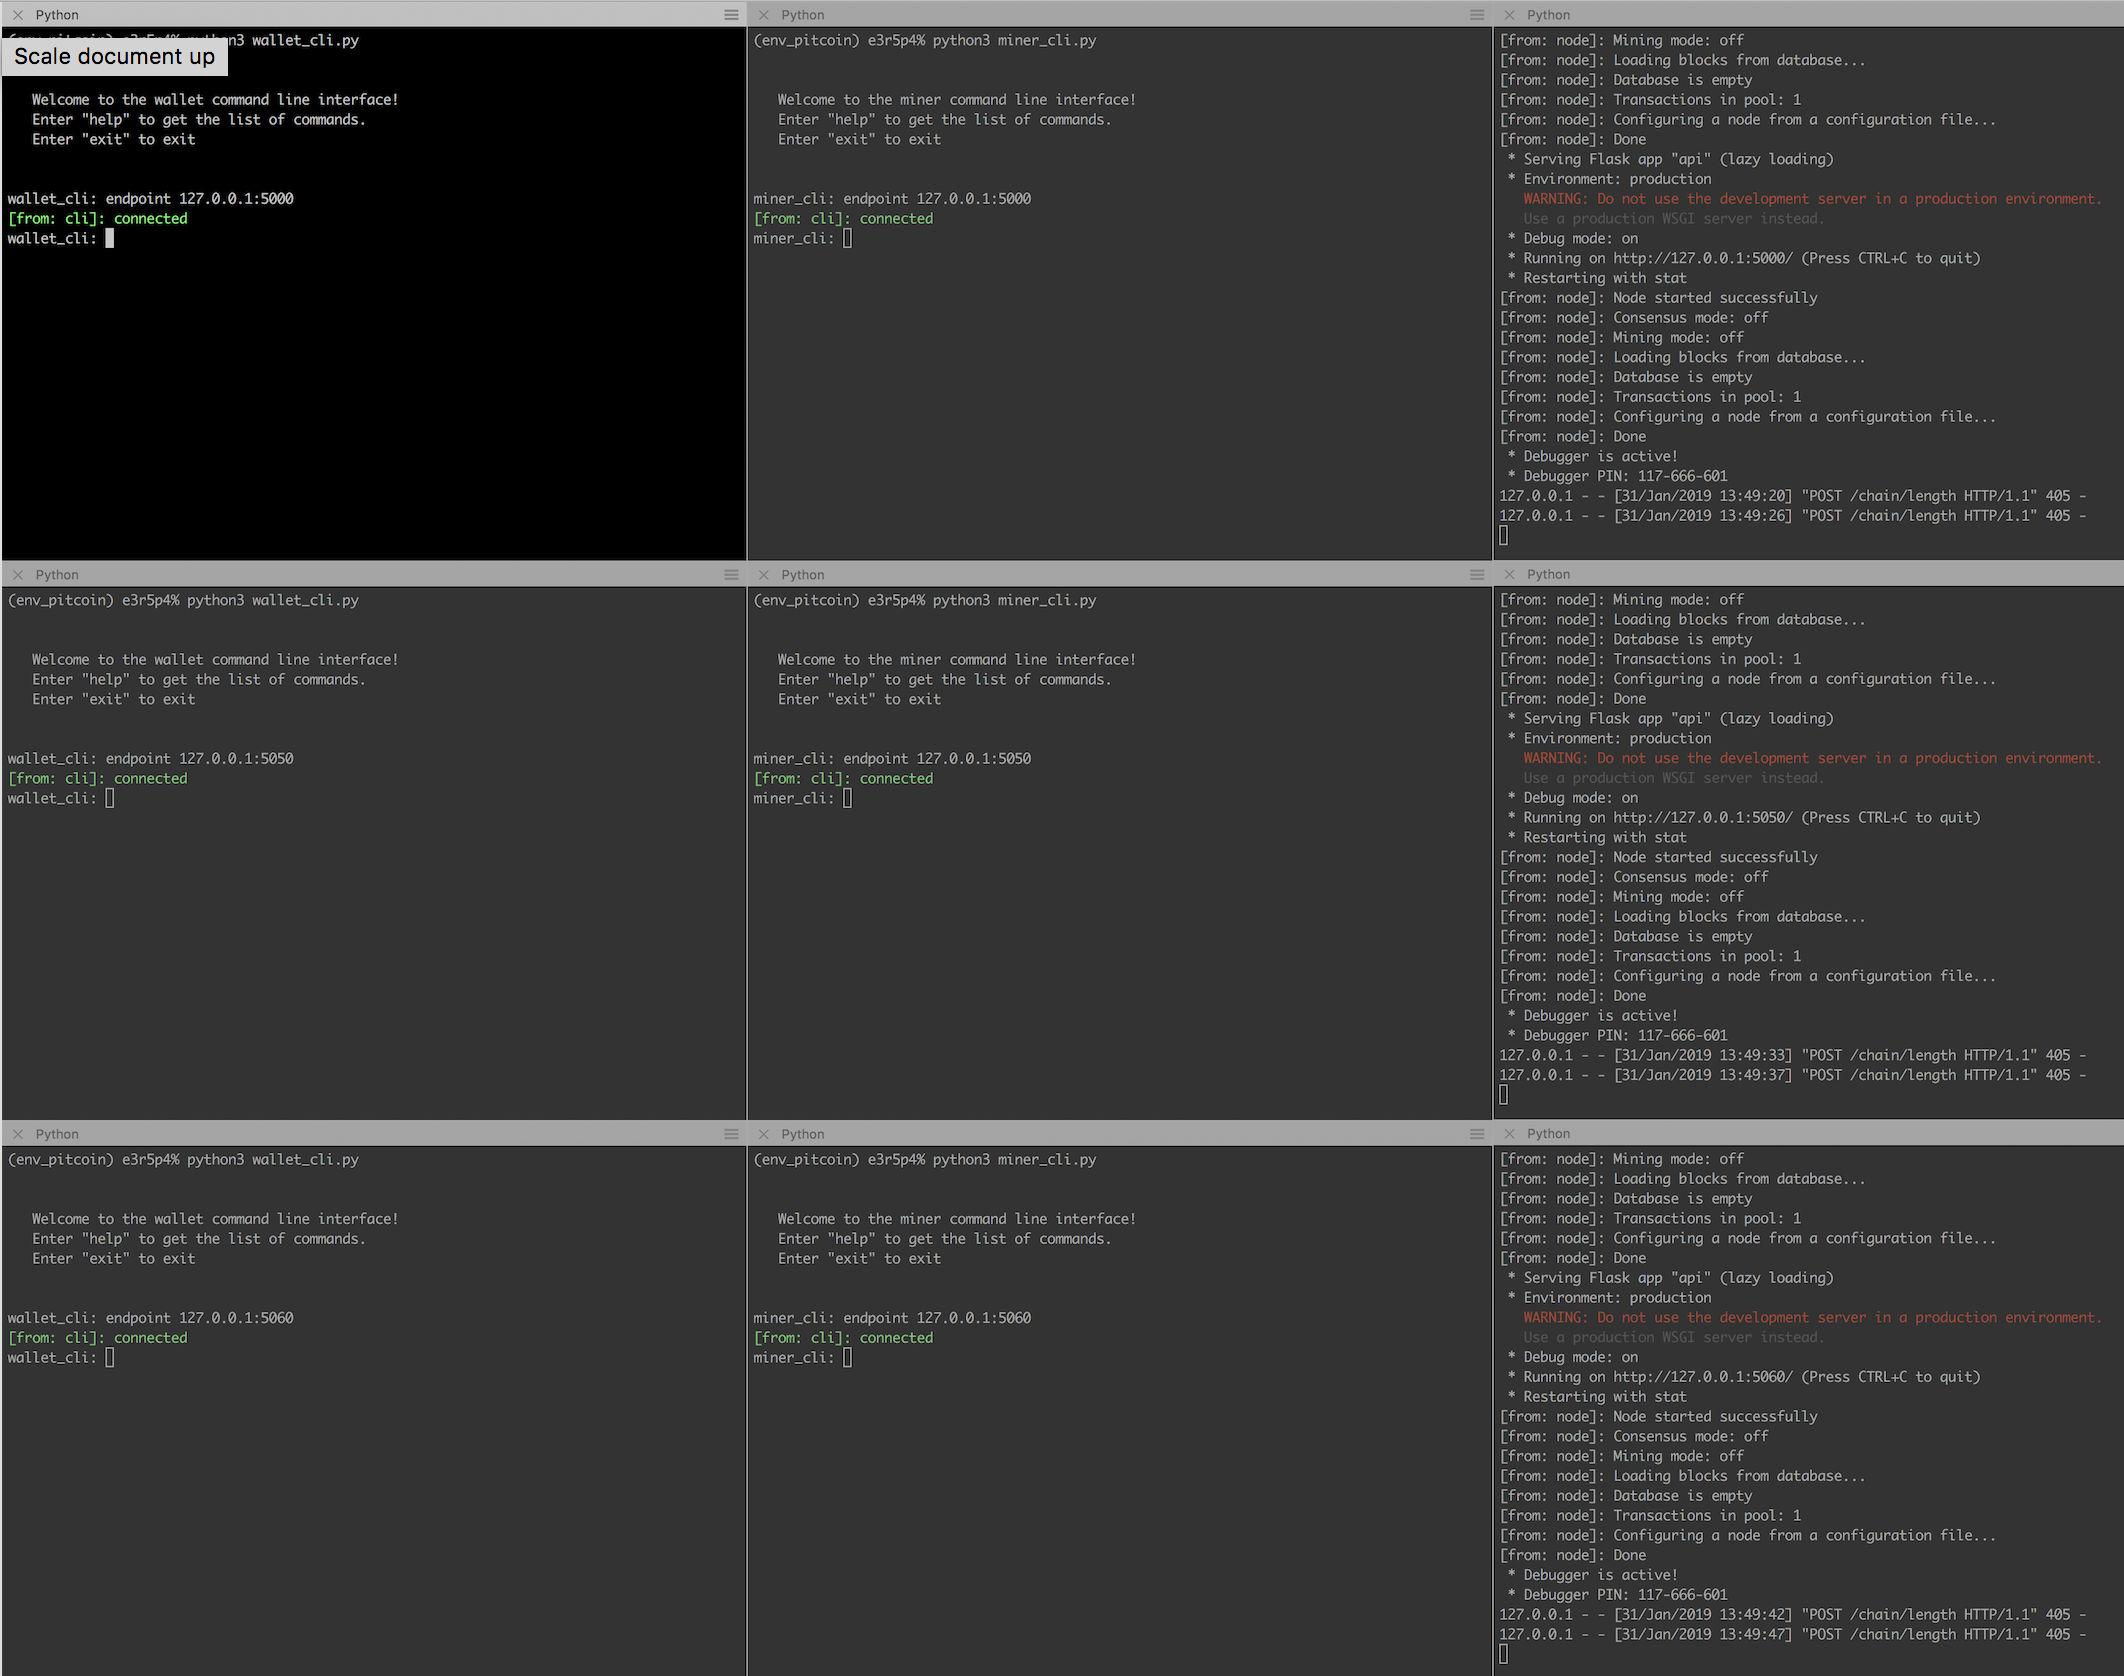 Python
(env_pitcoin) e3r5p4% python3 wallet_cli.py
Scale document up
Welcome to the wallet command line interface!
Enter "help" to get the list of commands.
Enter "exit" to exit
wallet_cli: endpoint 127.0.0.1:5000
[from: cli]: connected
wallet_cli:
Python
(env_pitcoin) e3r5p4% python3 miner_cli.py
Welcome to the miner command line interface!
Enter "help" to get the list of commands.
Enter "exit" to exit
miner_cli: endpoint 127.0.0.1:5000
[from: cli]: connected
miner_cli:
Python
[from: node]: Mining mode: off
[from: node]: Loading blocks from database...
[from: node]: Database is empty
[from: node]: Transactions in pool: 1
[from: node]: Configuring a node from a configuration file...
[from: node]: Done
* Serving Flask app "api" (lazy loading)
* Environment: production
WARNING: Do not use the development server in a production environment.
Use a production WSGI server instead.
* Debug mode: on
* Running on http://127.0.0.1:5000/ (Press CTRL+C to quit)
* Restarting with stat
[from: node]: Node started successfully
[from: node]: Consensus mode: off
[from: node]: Mining mode: off
[from: node]: Loading blocks from database...
[from: node]: Database is empty
[from: node]: Transactions in pool: 1
[from: node]: Configuring a node from a configuration file...
[from: node]: Done
* Debugger is active!
* Debugger PIN: 117-666-601
127.0.0.1 - - [31/Jan/2019 13:49:20] "POST /chain/length HTTP/1.1" 405 -
127.0.0.1 - - [31/Jan/2019 13:49:26] "POST /chain/length HTTP/1.1" 405 -
Python
(env_pitcoin) e3r5p4% python3 wallet_cli.py
Welcome to the wallet command line interface!
Enter "help" to get the list of commands.
Enter "exit" to exit
wallet_cli: endpoint 127.0.0.1:5050
[from: cli]: connected
wallet_cli:
Python
(env_pitcoin) e3r5p4% python3 miner_cli.py
Welcome to the miner command line interface!
Enter "help" to get the list of commands.
Enter "exit" to exit
miner_cli: endpoint 127.0.0.1:5050
[from: cli]: connected
miner_cli:
Python
[from: node]: Mining mode: off
[from: node]: Loading blocks from database...
[from: node]: Database is empty
[from: node]: Transactions in pool: 1
[from: node]: Configuring a node from a configuration file...
[from: node]: Done
* Serving Flask app "api" (lazy loading)
* Environment: production
WARNING: Do not use the development server in a production environment.
Use a production WSGI server instead.
* Debug mode: on
* Running on http://127.0.0.1:5050/ (Press CTRL+C to quit)
* Restarting with stat
[from: node]: Node started successfully
[from: node]: Consensus mode: off
[from: node]: Mining mode: off
[from: node]: Loading blocks from database...
[from: node]: Database is empty
[from: node]: Transactions in pool: 1
[from: node]: Configuring a node from a configuration file...
[from: node]: Done
* Debugger is active!
* Debugger PIN: 117-666-601
127.0.0.1 - - [31/Jan/2019 13:49:33] "POST /chain/length HTTP/1.1" 405 -
127.0.0.1 - - [31/Jan/2019 13:49:37] "POST /chain/length HTTP/1.1" 405 -
Python
(env_pitcoin) e3r5p4% python3 wallet_cli.py
Welcome to the wallet command line interface!
Enter "help" to get the list of commands.
Enter "exit" to exit
wallet_cli: endpoint 127.0.0.1:5060
[from: cli]: connected
wallet_cli:
Python
(env_pitcoin) e3r5p4% python3 miner_cli.py
Welcome to the miner command line interface!
Enter "help" to get the list of commands.
Enter "exit" to exit
miner_cli: endpoint 127.0.0.1:5060
[from: cli]: connected
miner_cli:
Python
[from: node]: Mining mode: off
[from: node]: Loading blocks from database...
[from: node]: Database is empty
[from: node]: Transactions in pool: 1
[from: node]: Configuring a node from a configuration file...
[from: node]: Done
* Serving Flask app "api" (lazy loading)
* Environment: production
WARNING: Do not use the development server in a production environment.
Use a production WSGI server instead.
* Debug mode: on
* Running on http://127.0.0.1:5060/ (Press CTRL+C to quit)
* Restarting with stat
[from: node]: Node started successfully
[from: node]: Consensus mode: off
[from: node]: Mining mode: off
[from: node]: Loading blocks from database...
[from: node]: Database is empty
[from: node]: Transactions in pool: 1
[from: node]: Configuring a node from a configuration file...
[from: node]: Done
* Debugger is active!
* Debugger PIN: 117-666-601
127.0.0.1 - - [31/Jan/2019 13:49:42] "POST /chain/length HTTP/1.1" 405 -
127.0.0.1 - - [31/Jan/2019 13:49:47] "POST /chain/length HTTP/1.1" 405 -